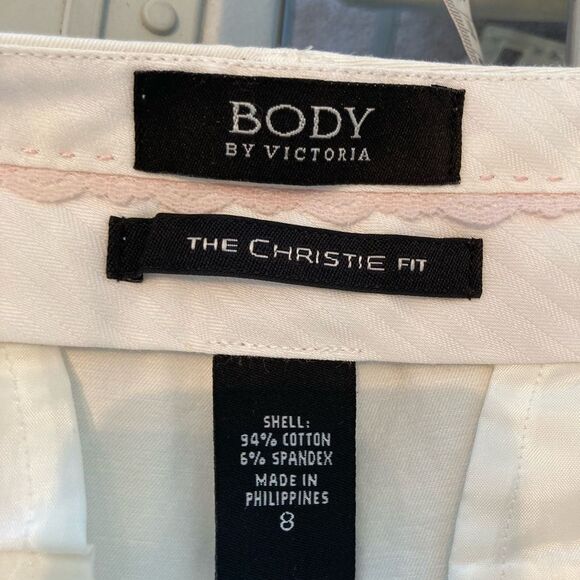 BODY
BY VICTORIA
THE CHRISTIE FIT
SHELL:
94% COTTON
6% SPANDEX
MADE IN
PHILIPPINES
8